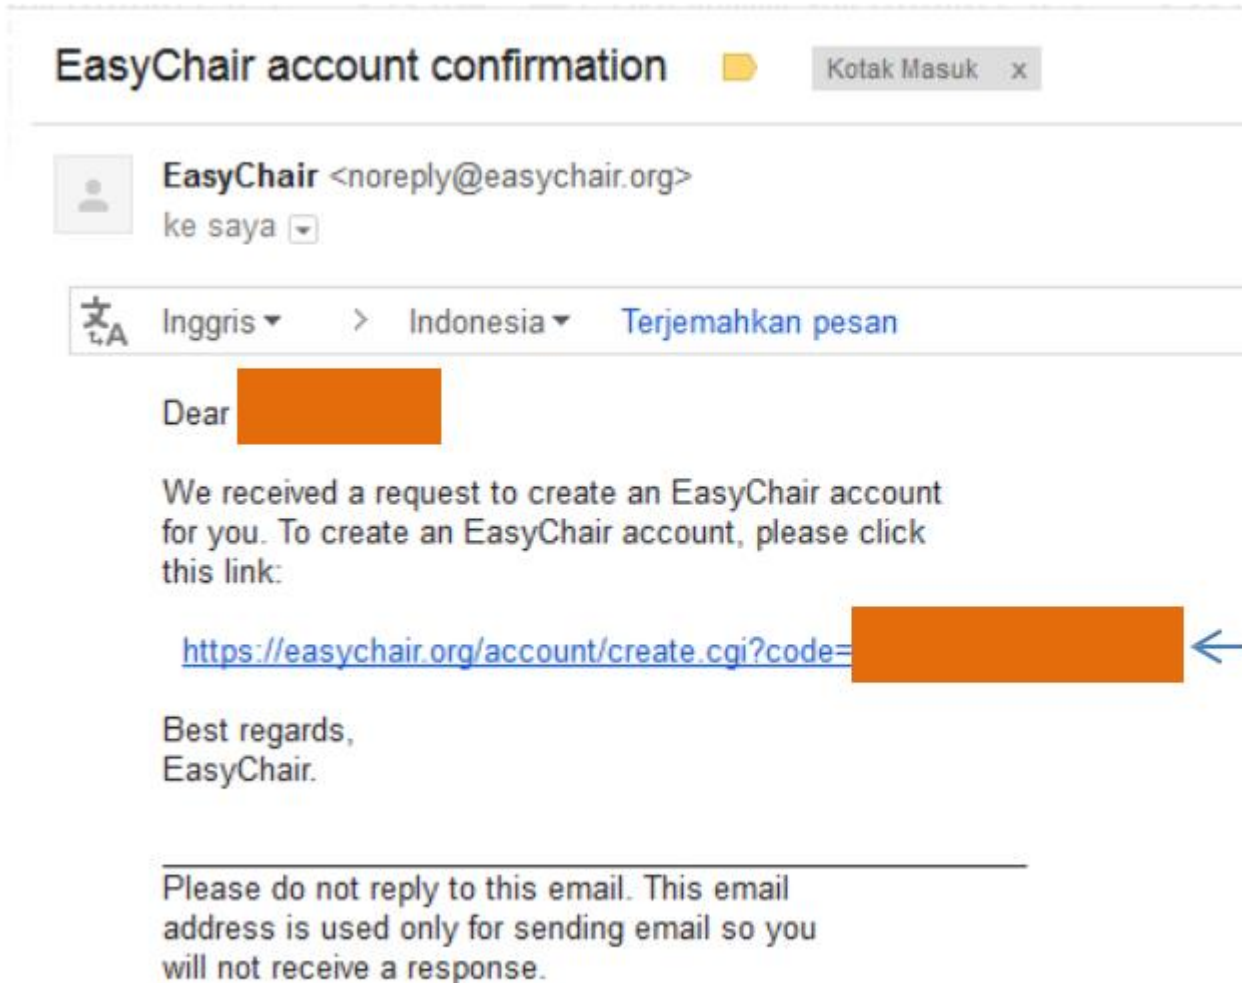 EasyChair account confirmation Kotak Masuk x
EasyChair <noreply@easychair.org>
ke saya
Inggris > Indonesia Terjemahkan pesan
Dear
We received a request to create an EasyChair account
for you. To create an EasyChair account, please click
this link:
https://easychair.org/account/create.cgi?code=
Best regards,
EasyChair.
Please do not reply to this email. This email
address is used only for sending email so you
will not receive a response.